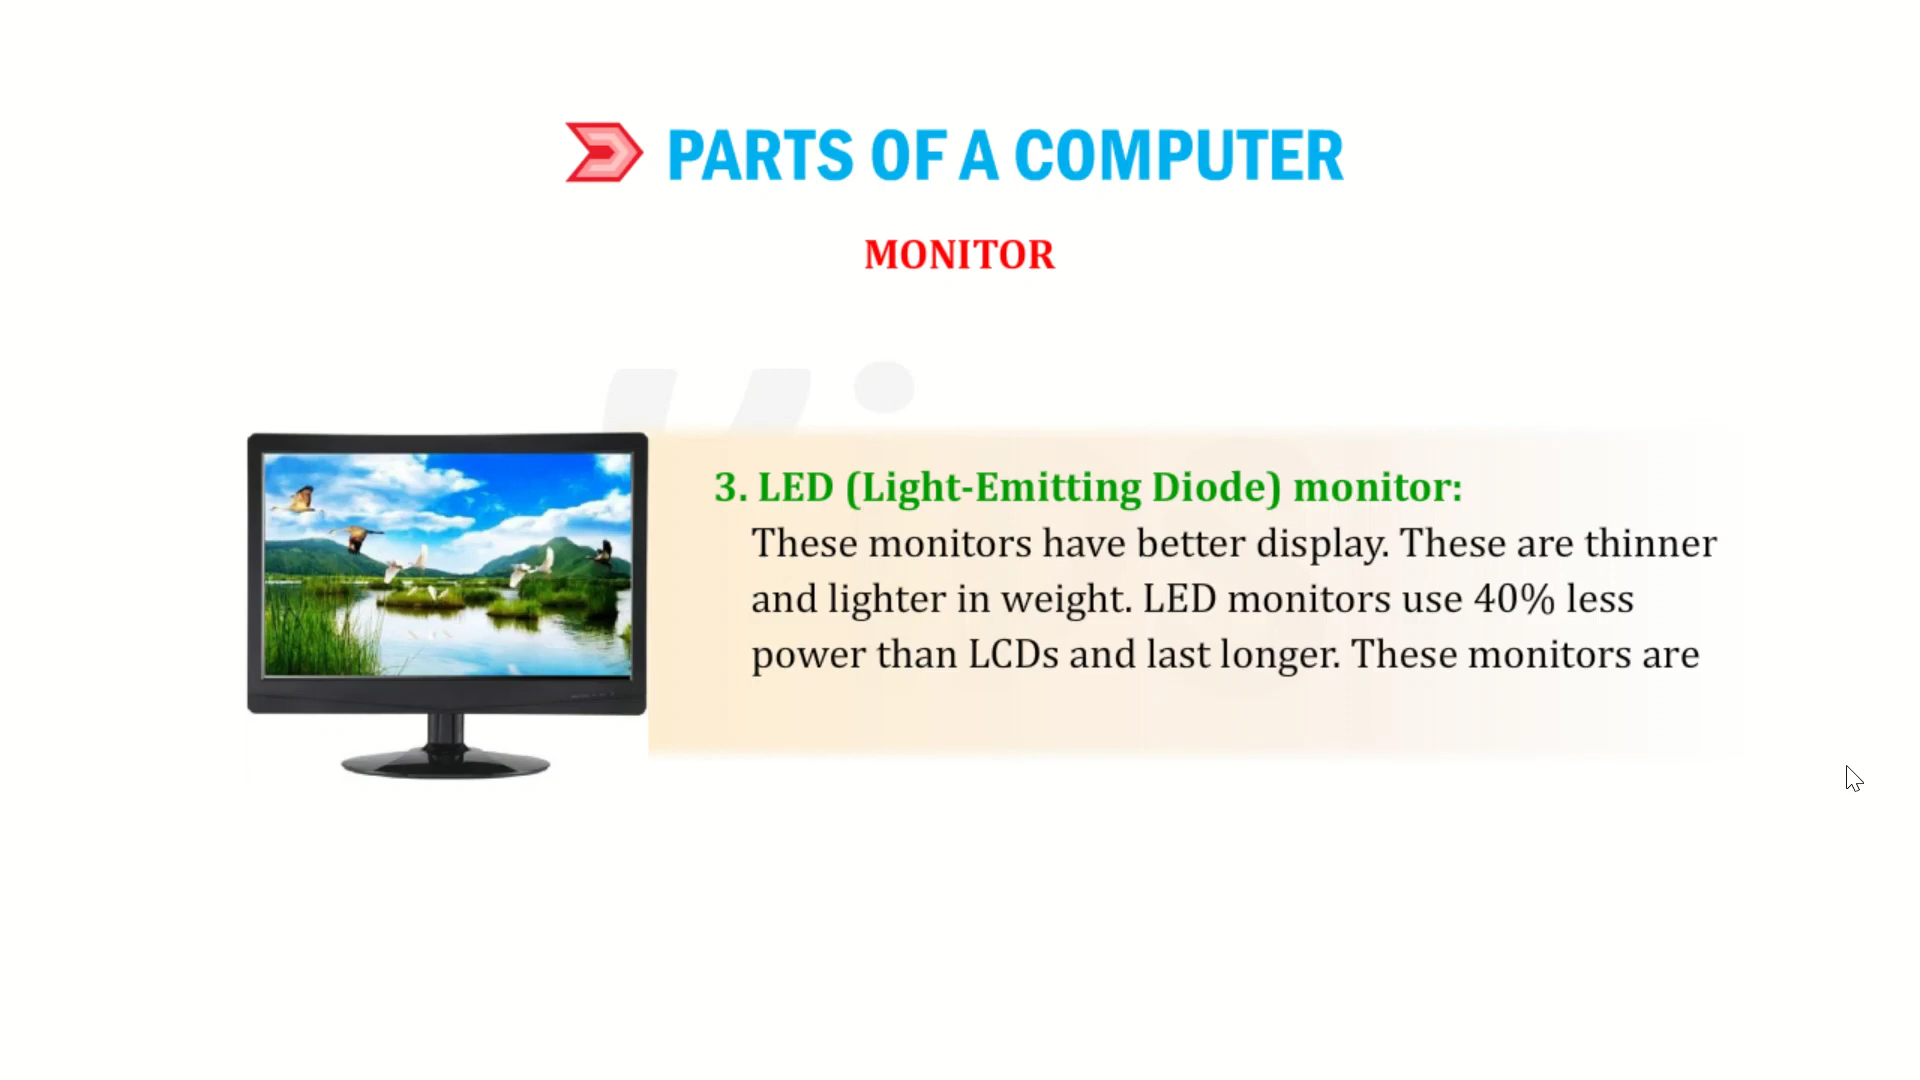 PARTS OF A COMPUTER
MONITOR
3. LED (Light-Emitting Diode) monitor:
These monitors have better display. These are thinner
and lighter in weight. LED monitors use 40% less
power than LCDs and last longer. These monitors are